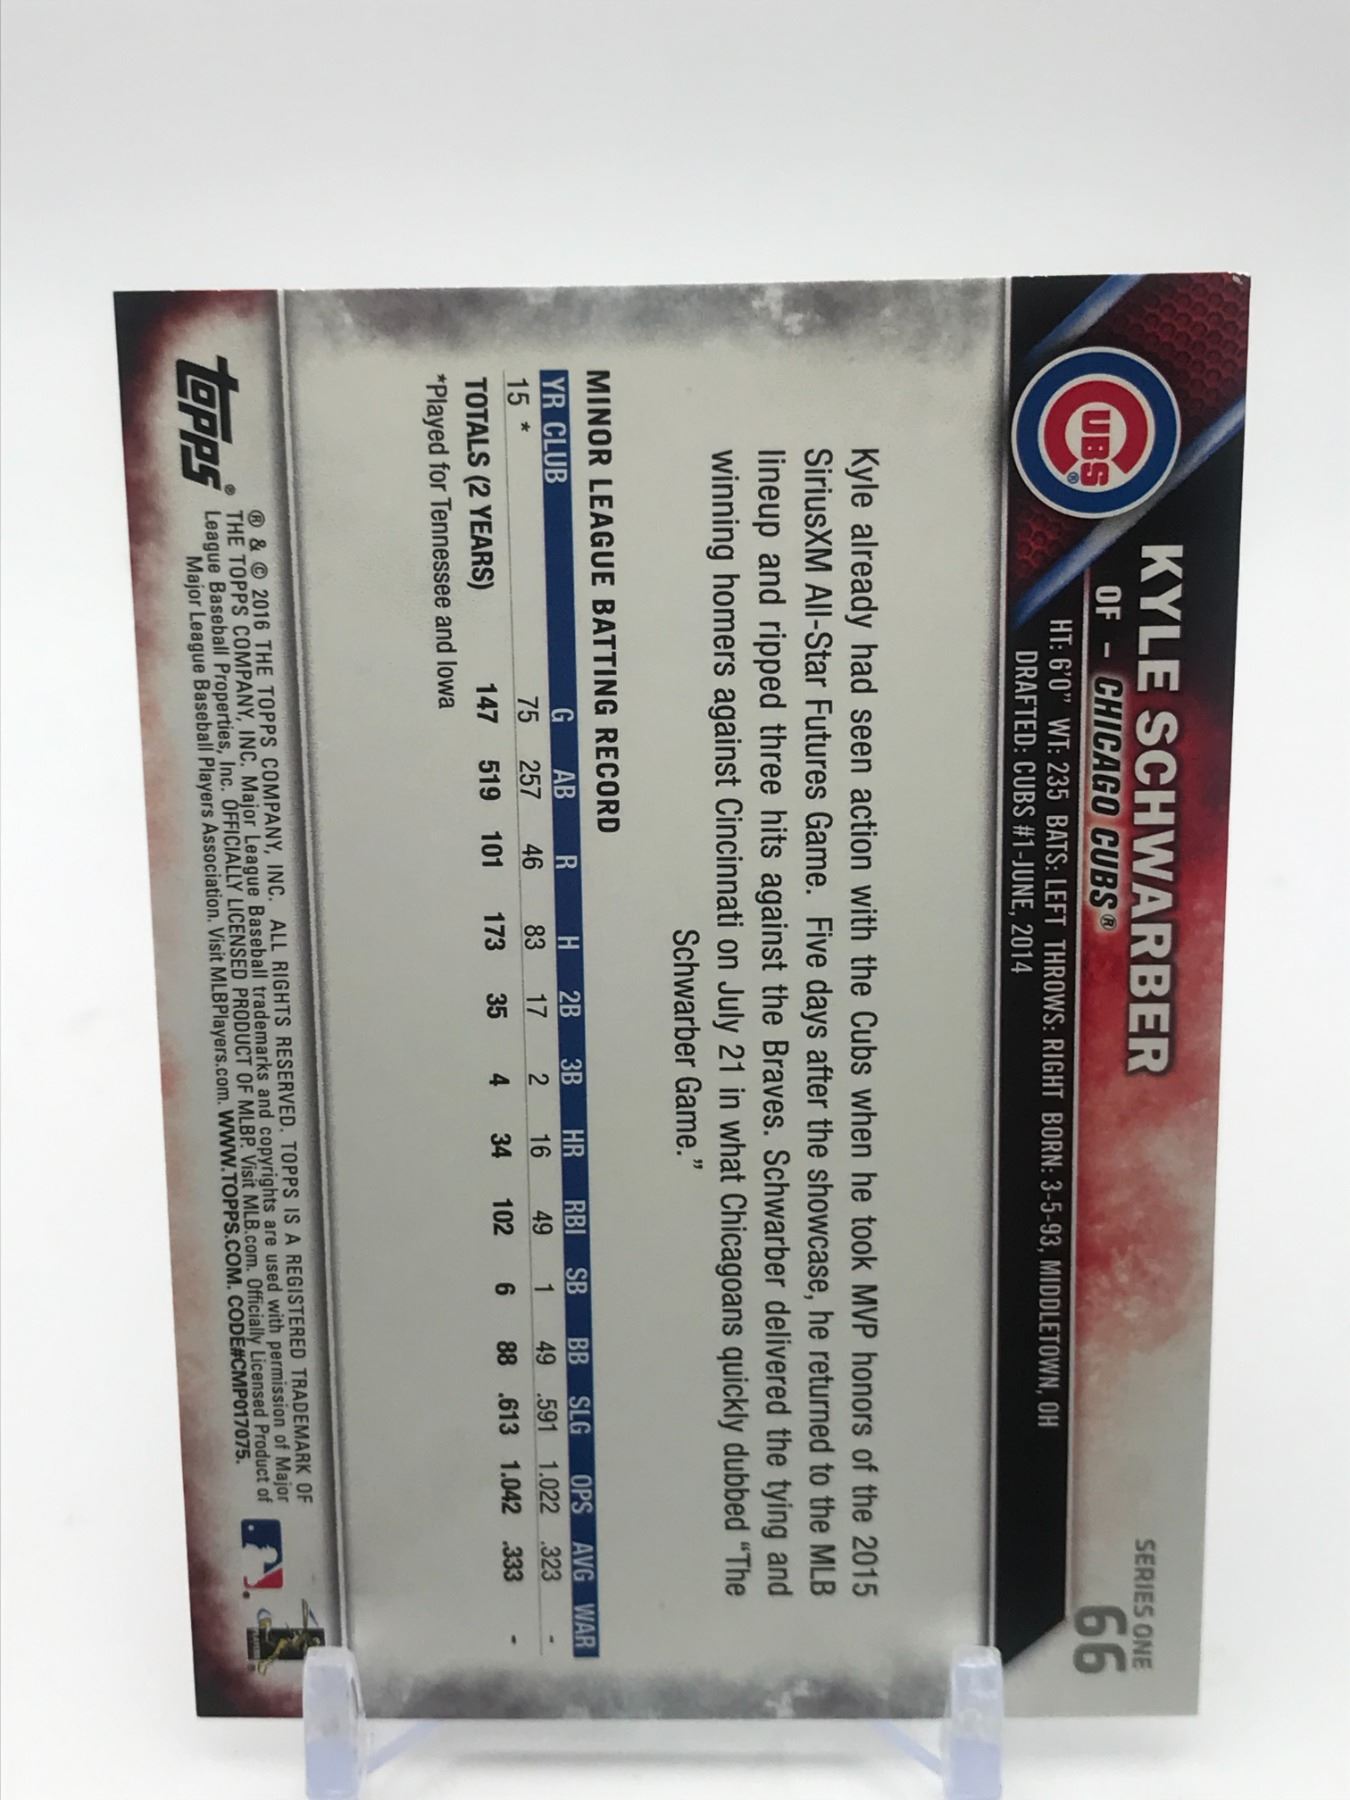 CUBS®
KYLE SCHWARBER
OF - CHICAGO CUBS®
SERIES ONE
66
HT: 6'0" WT: 235 BATS: LEFT THROWS: RIGHT BORN: 3-5-93, MIDDLETOWN, OH
DRAFTED: CUBS #1-JUNE, 2014
Kyle already had seen action with the Cubs when he took MVP honors of the 2015
SiriusXM All-Star Futures Game. Five days after the showcase, he returned to the MLB
lineup and ripped three hits against the Braves. Schwarber delivered the tying and
winning homers against Cincinnati on July 21 in what Chicagoans quickly dubbed “The
Schwarber Game.”
MINOR LEAGUE BATTING RECORD
YR CLUB G AB R H 2B 3B HR RBI SB BB SLG OPS AVG WAR
15 * 75 257 46 83 17 2 16 49 1 49 .591 1.022 .323 -
TOTALS (2 YEARS) 147 519 101 173 35 4 34 102 6 88 .613 1.042 .333 -
*Played for Tennessee and Iowa
topps®
® & © 2016 THE TOPPS COMPANY, INC. ALL RIGHTS RESERVED. TOPPS IS A REGISTERED TRADEMARK OF
THE TOPPS COMPANY, INC. Major League Baseball trademarks and copyrights are used with permission of Major
League Baseball Properties, Inc. OFFICIALLY LICENSED PRODUCT OF MLBP. Visit MLB.com. Officially Licensed Product of
Major League Baseball Players Association. Visit MLBPlayers.com. WWW.TOPPS.COM. CODE#CMP017075.